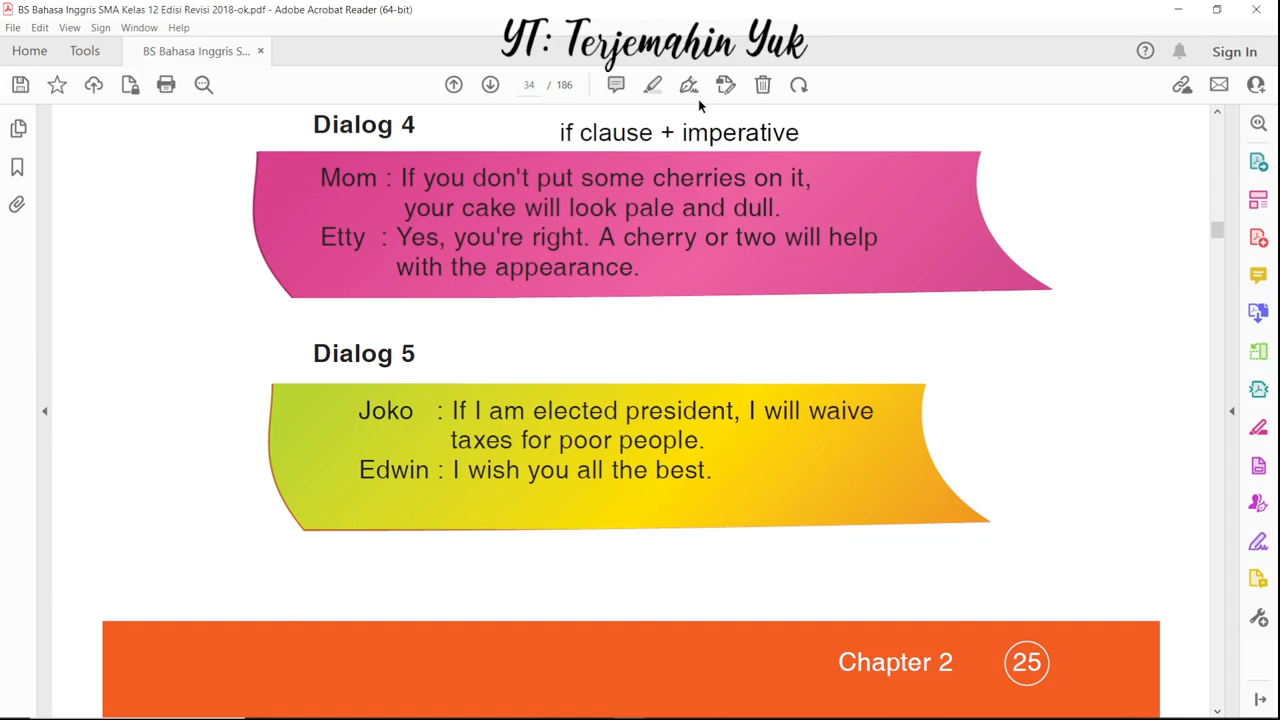 BS Bahasa Inggris SMA Kelas 12 Edisi Revisi 2018-ok.pdf - Adobe Acrobat Reader (64-bit)
File Edit View Sign Window Help
YT: Terjemahin Yuk
Home Tools BS Bahasa Inggris S... × Sign In
34 / 186
Dialog 4
if clause + imperative
Mom : If you don't put some cherries on it,
your cake will look pale and dull.
Etty : Yes, you're right. A cherry or two will help
with the appearance.
Dialog 5
Joko : If I am elected president, I will waive
taxes for poor people.
Edwin : I wish you all the best.
Chapter 2 25